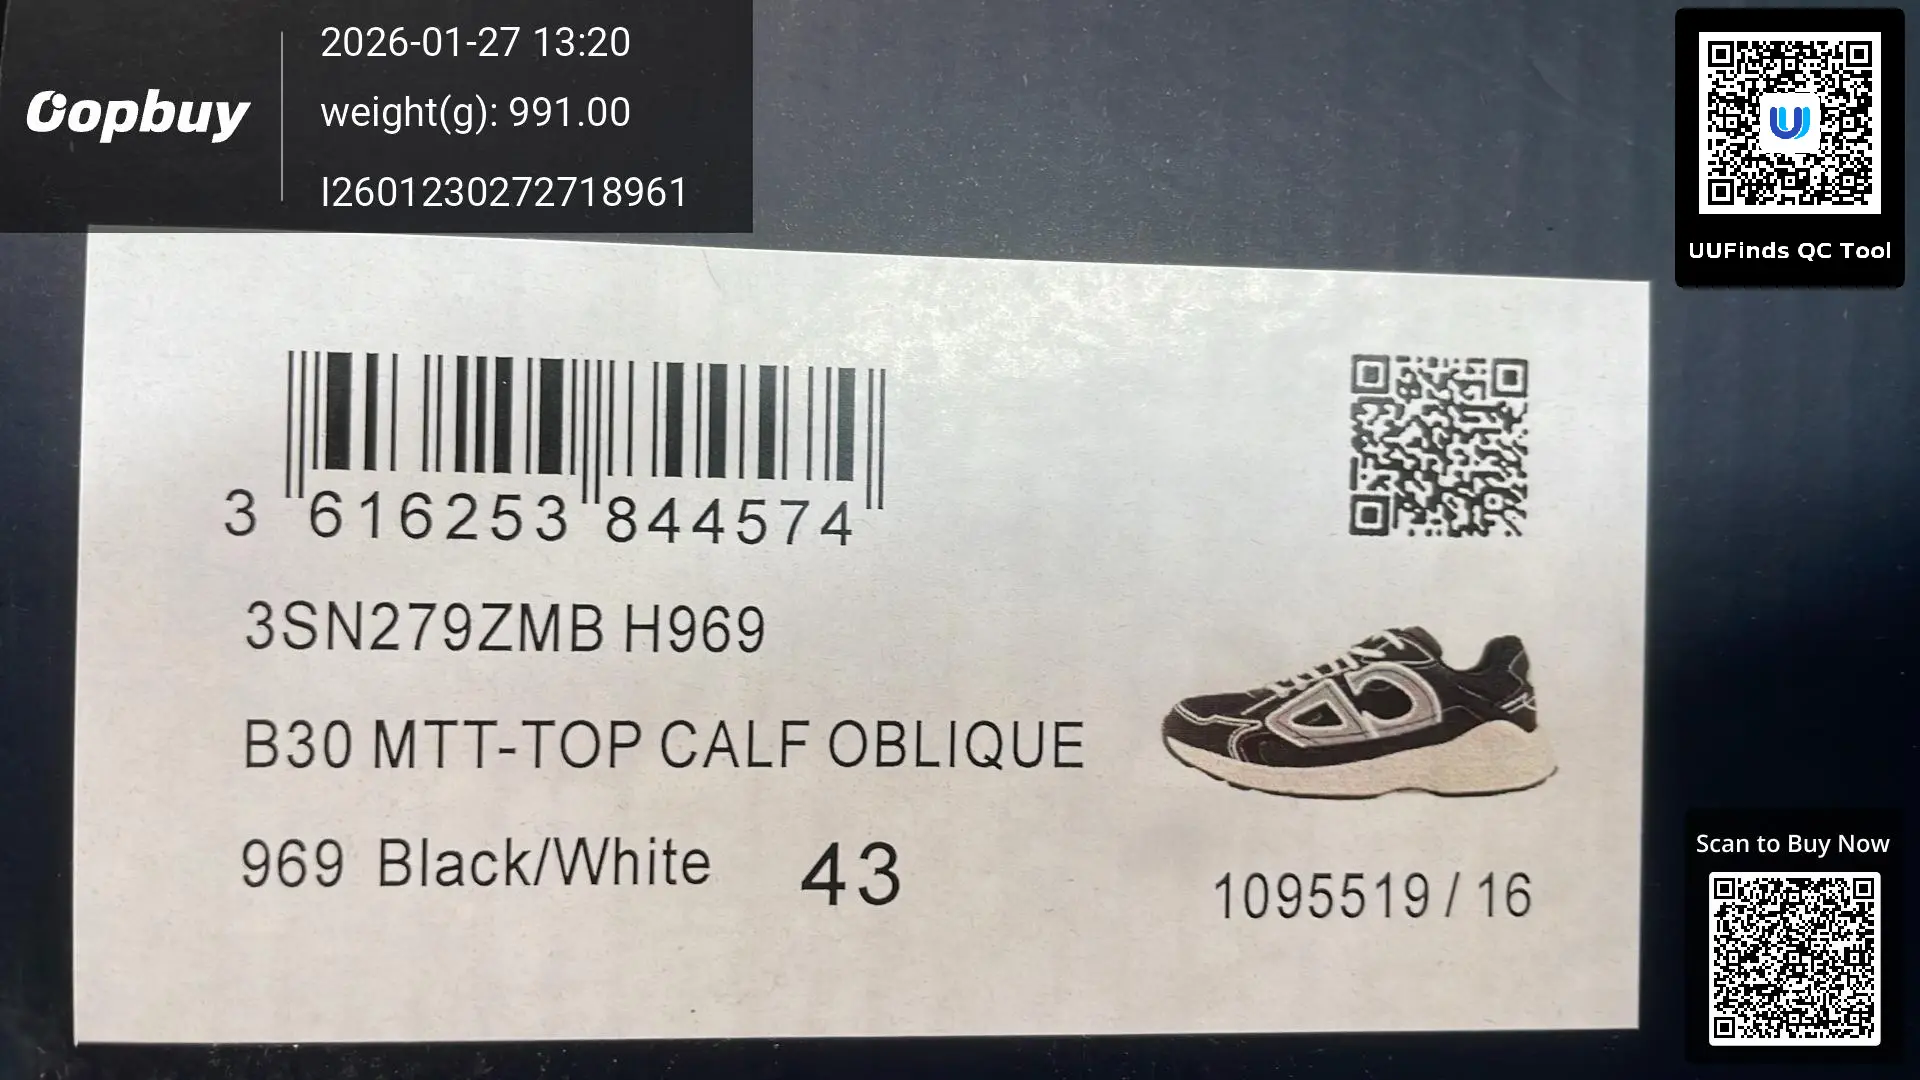 Oopbuy
2026-01-27 13:20
weight(g): 991.00
I2601230272718961
UUFinds QC Tool
3 616253 844574
3SN279ZMB H969
B30 MTT-TOP CALF OBLIQUE
969 Black/White 43
1095519 / 16
Scan to Buy Now